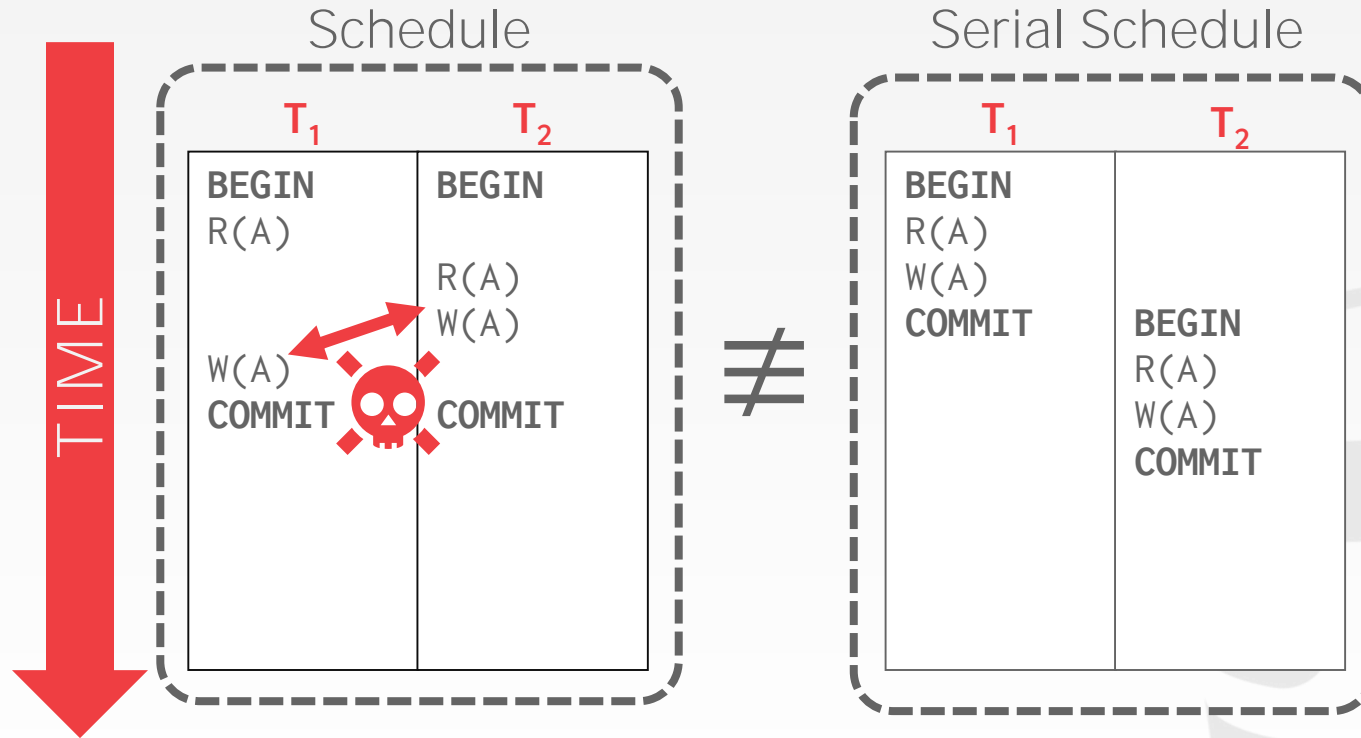 Schedule
Serial Schedule
TIME
T₁ T₂
BEGIN BEGIN
R(A)
R(A)
W(A)
W(A)
COMMIT COMMIT
≢
T₁ T₂
BEGIN
R(A)
W(A)
COMMIT BEGIN
R(A)
W(A)
COMMIT